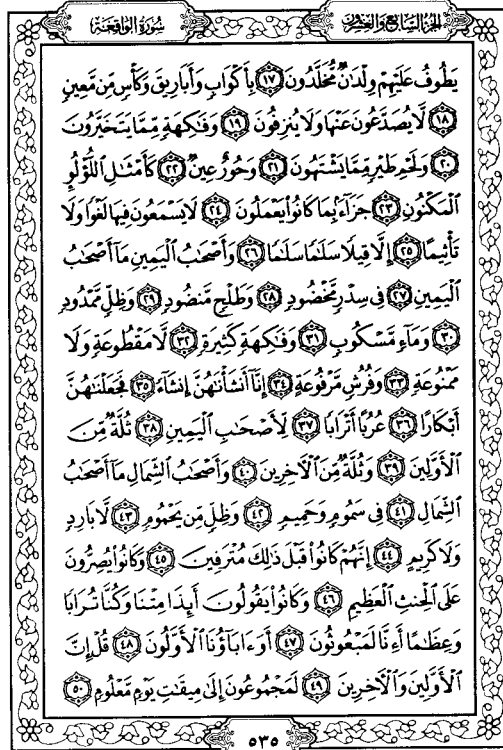 الجزء السابع والعشرون
سورة الواقعة
يَطُوفُ عَلَيْهِمْ وِلْدَٰنٌ مُّخَلَّدُونَ ١٧ بِأَكْوَابٍ وَأَبَارِيقَ وَكَأْسٍ مِّن مَّعِينٍ
١٨ لَّا يُصَدَّعُونَ عَنْهَا وَلَا يُنزِفُونَ ١٩ وَفَٰكِهَةٍ مِّمَّا يَتَخَيَّرُونَ
٢٠ وَلَحْمِ طَيْرٍ مِّمَّا يَشْتَهُونَ ٢١ وَحُورٌ عِينٌ ٢٢ كَأَمْثَٰلِ ٱللُّؤْلُوِٕ
ٱلْمَكْنُونِ ٢٣ جَزَآءًۢ بِمَا كَانُوا۟ يَعْمَلُونَ ٢٤ لَا يَسْمَعُونَ فِيهَا لَغْوًا وَلَا
تَأْثِيمًا ٢٥ إِلَّا قِيلًا سَلَٰمًا سَلَٰمًا ٢٦ وَأَصْحَٰبُ ٱلْيَمِينِ مَآ أَصْحَٰبُ
ٱلْيَمِينِ ٢٧ فِى سِدْرٍ مَّخْضُودٍ ٢٨ وَطَلْحٍ مَّنضُودٍ ٢٩ وَظِلٍّ مَّمْدُودٍ
٣٠ وَمَآءٍ مَّسْكُوبٍ ٣١ وَفَٰكِهَةٍ كَثِيرَةٍ ٣٢ لَّا مَقْطُوعَةٍ وَلَا
مَمْنُوعَةٍ ٣٣ وَفُرُشٍ مَّرْفُوعَةٍ ٣٤ إِنَّآ أَنشَأْنَٰهُنَّ إِنشَآءً ٣٥ فَجَعَلْنَٰهُنَّ
أَبْكَارًا ٣٦ عُرُبًا أَتْرَابًا ٣٧ لِّأَصْحَٰبِ ٱلْيَمِينِ ٣٨ ثُلَّةٌ مِّنَ
ٱلْأَوَّلِينَ ٣٩ وَثُلَّةٌ مِّنَ ٱلْءَاخِرِينَ ٤٠ وَأَصْحَٰبُ ٱلشِّمَالِ مَآ أَصْحَٰبُ
ٱلشِّمَالِ ٤١ فِى سَمُومٍ وَحَمِيمٍ ٤٢ وَظِلٍّ مِّن يَحْمُومٍ ٤٣ لَّا بَارِدٍ
وَلَا كَرِيمٍ ٤٤ إِنَّهُمْ كَانُوا۟ قَبْلَ ذَٰلِكَ مُتْرَفِينَ ٤٥ وَكَانُوا۟ يُصِرُّونَ
عَلَى ٱلْحِنثِ ٱلْعَظِيمِ ٤٦ وَكَانُوا۟ يَقُولُونَ أَئِذَا مِتْنَا وَكُنَّا تُرَابًا
وَعِظَٰمًا أَءِنَّا لَمَبْعُوثُونَ ٤٧ أَوَءَابَآؤُنَا ٱلْأَوَّلُونَ ٤٨ قُلْ إِنَّ
ٱلْأَوَّلِينَ وَٱلْءَاخِرِينَ ٤٩ لَمَجْمُوعُونَ إِلَىٰ مِيقَٰتِ يَوْمٍ مَّعْلُومٍ ٥٠
٥٣٥